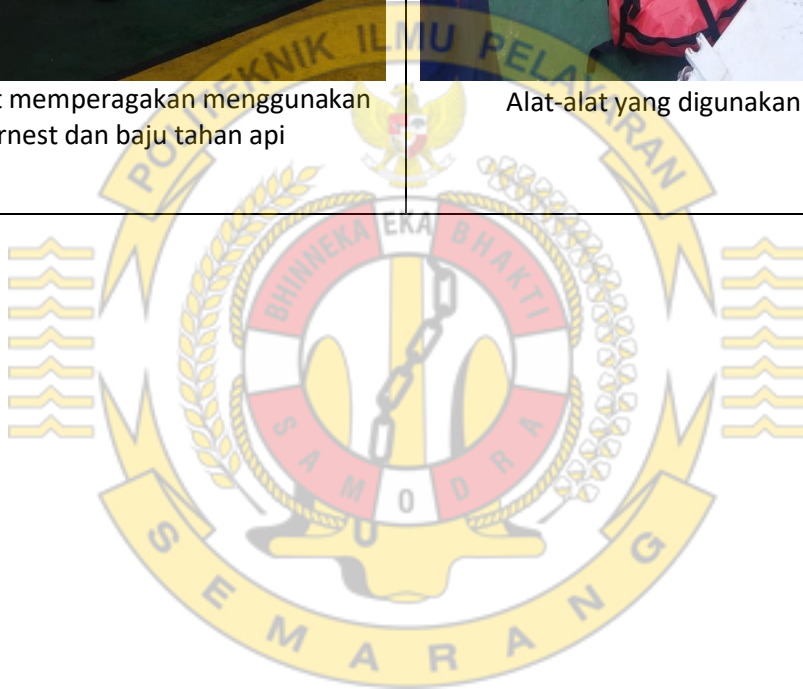 t memperagakan menggunakan
rnest dan baju tahan api
Alat-alat yang digunakan
POLITEKNIK ILMU PELAYARAN
BHINNEKA EKA BHAKTI
SAMODRA
SEMARANG